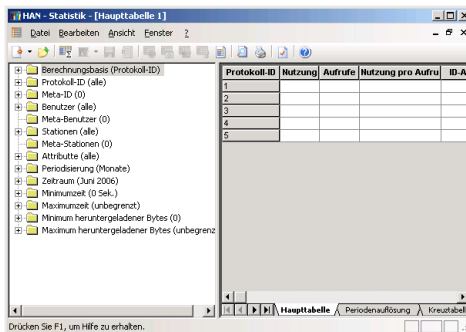 HAN - Statistik - [Haupttabelle 1]
Datei Bearbeiten Ansicht Fenster ?
Berechnungsbasis (Protokoll-ID)
Protokoll-ID (alle)
Meta-ID (0)
Benutzer (alle)
Meta-Benutzer (0)
Stationen (alle)
Meta-Stationen (0)
Attribute (alle)
Periodisierung (Monate)
Zeitraum (Juni 2006)
Minimumzeit (0 Sek.)
Maximumzeit (unbegrenzt)
Minimum heruntergeladener Bytes (0)
Maximum heruntergeladener Bytes (unbegrenz
Protokoll-ID Nutzung Aufrufe Nutzung pro Aufru ID-A
1
2
3
4
5
Haupttabelle Periodenauflösung Kreuztabell
Drücken Sie F1, um Hilfe zu erhalten.